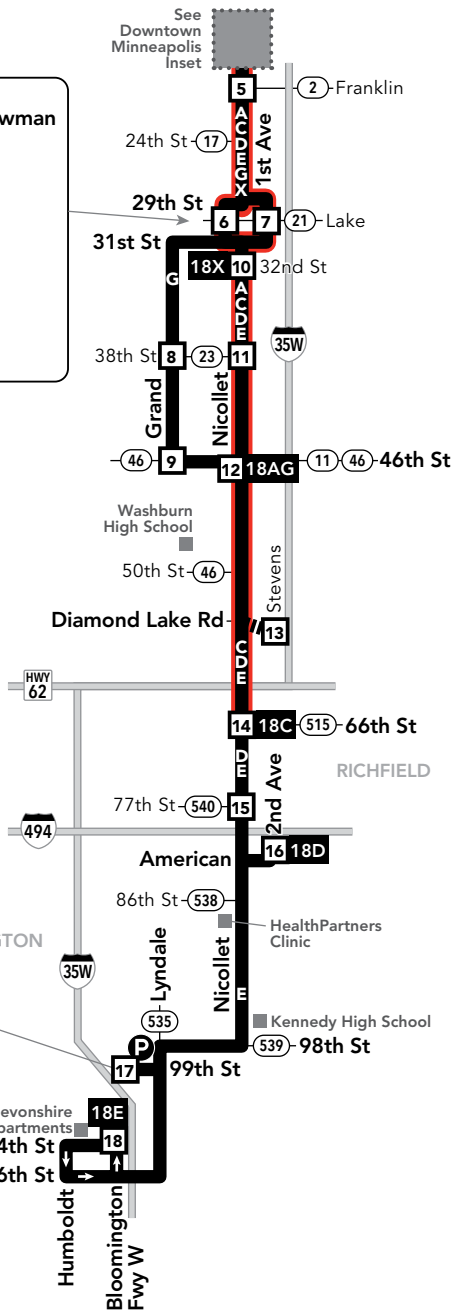 See
Downtown
Minneapolis
Inset
5
2 Franklin
wman
A
C
D
E
G
X
1st Ave
24th St 17
29th St
6 7 21 Lake
31st St
18X 10 32nd St
G
A
C
D
E
35W
38th St 8 23 11
Grand
Nicollet
46 9 12 18AG 11 46 46th St
Washburn
High School
50th St 46
Stevens
Diamond Lake Rd
13
C
D
E
HWY
62
14 18C 515 66th St
D
E
RICHFIELD
2nd Ave
77th St 540 15
494
American 16 18D
86th St 538
HealthPartners
Clinic
GTON
35W
Lyndale
Nicollet
E
535
Kennedy High School
P
539 98th St
17 99th St
18E
evonshire
partments
18
4th St
6th St
Humboldt
Bloomington
Fwy W